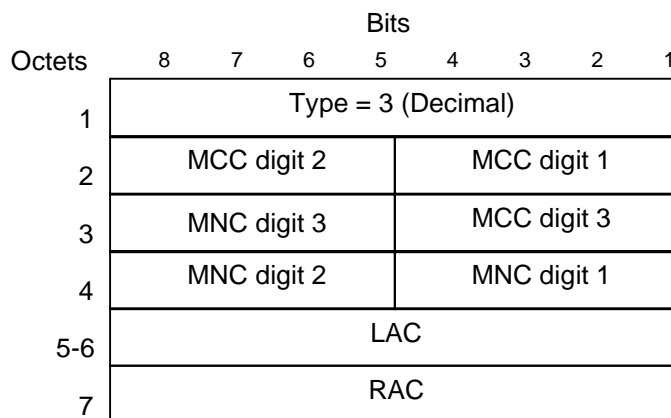 Bits
Octets 8 7 6 5 4 3 2 1
1 Type = 3 (Decimal)
2 MCC digit 2 MCC digit 1
3 MNC digit 3 MCC digit 3
4 MNC digit 2 MNC digit 1
5-6 LAC
7 RAC